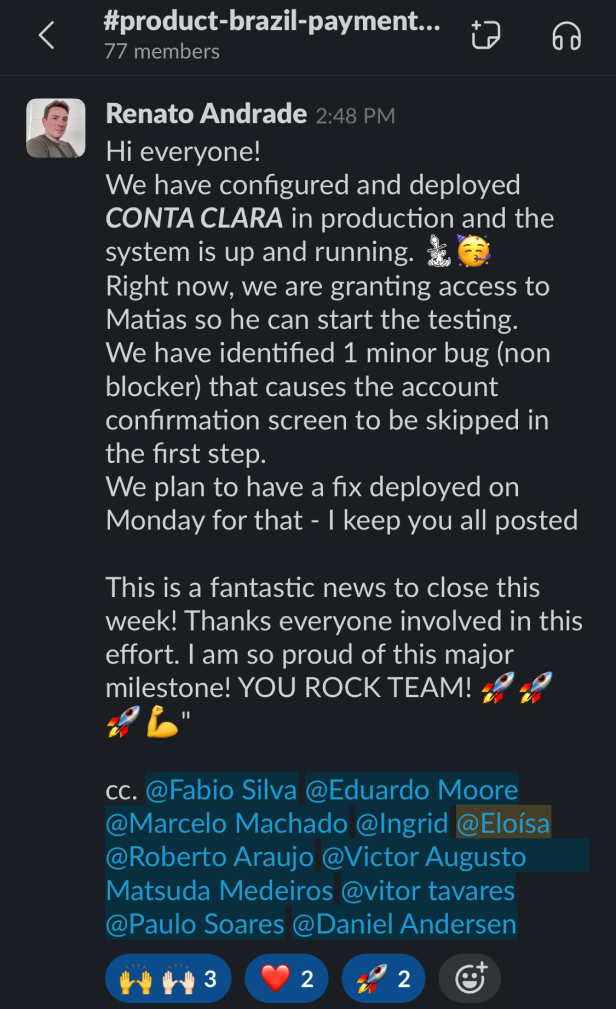 #product-brazil-payment...
77 members
Renato Andrade 2:48 PM
Hi everyone!
We have configured and deployed
CONTA CLARA in production and the
system is up and running.
Right now, we are granting access to
Matias so he can start the testing.
We have identified 1 minor bug (non
blocker) that causes the account
confirmation screen to be skipped in
the first step.
We plan to have a fix deployed on
Monday for that - I keep you all posted
This is a fantastic news to close this
week! Thanks everyone involved in this
effort. I am so proud of this major
milestone! YOU ROCK TEAM! 🚀 🚀
🚀 💪"
cc. @Fabio Silva @Eduardo Moore
@Marcelo Machado @Ingrid @Eloísa
@Roberto Araujo @Victor Augusto
Matsuda Medeiros @vitor tavares
@Paulo Soares @Daniel Andersen
3 2 2